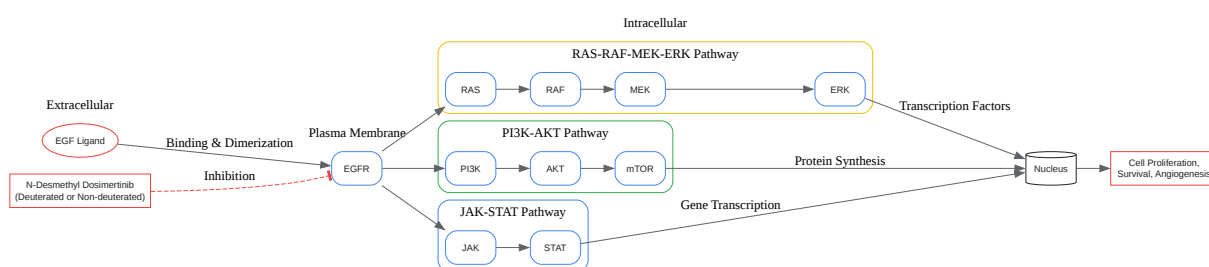 Intracellular
RAS-RAF-MEK-ERK Pathway
RAS
RAF
MEK
ERK
Extracellular
Transcription Factors
EGF Ligand
Binding & Dimerization
Plasma Membrane
PI3K-AKT Pathway
EGFR
PI3K
AKT
mTOR
Protein Synthesis
Nucleus
Cell Proliferation,
Survival, Angiogenesis
N-Desmethyl Dosimertinib
(Deuterated or Non-deuterated)
Inhibition
JAK-STAT Pathway
Gene Transcription
JAK
STAT